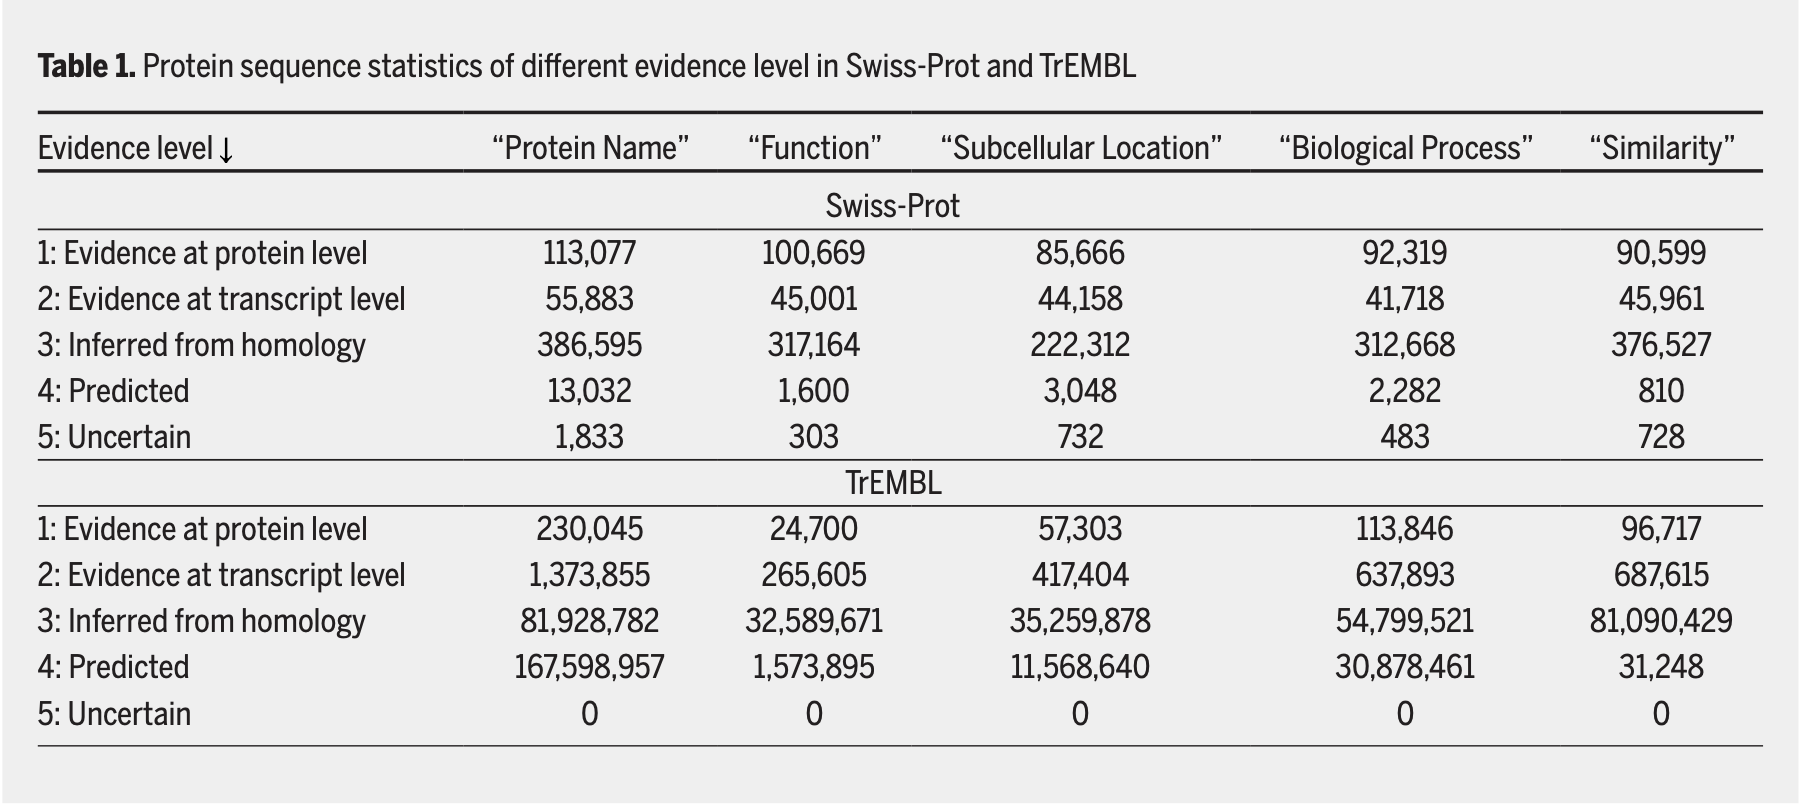 Table 1. Protein sequence statistics of different evidence level in Swiss-Prot and TrEMBL
Evidence level ↓ “Protein Name” “Function” “Subcellular Location” “Biological Process” “Similarity”
Swiss-Prot
1: Evidence at protein level 113,077 100,669 85,666 92,319 90,599
2: Evidence at transcript level 55,883 45,001 44,158 41,718 45,961
3: Inferred from homology 386,595 317,164 222,312 312,668 376,527
4: Predicted 13,032 1,600 3,048 2,282 810
5: Uncertain 1,833 303 732 483 728
TrEMBL
1: Evidence at protein level 230,045 24,700 57,303 113,846 96,717
2: Evidence at transcript level 1,373,855 265,605 417,404 637,893 687,615
3: Inferred from homology 81,928,782 32,589,671 35,259,878 54,799,521 81,090,429
4: Predicted 167,598,957 1,573,895 11,568,640 30,878,461 31,248
5: Uncertain 0 0 0 0 0